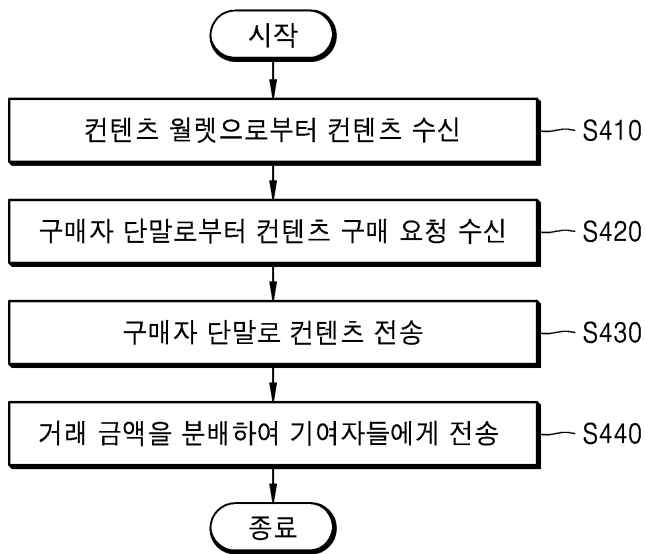 시작
컨텐츠 월렛으로부터 컨텐츠 수신
S410
구매자 단말로부터 컨텐츠 구매 요청 수신
S420
구매자 단말로 컨텐츠 전송
S430
거래 금액을 분배하여 기여자들에게 전송
S440
종료